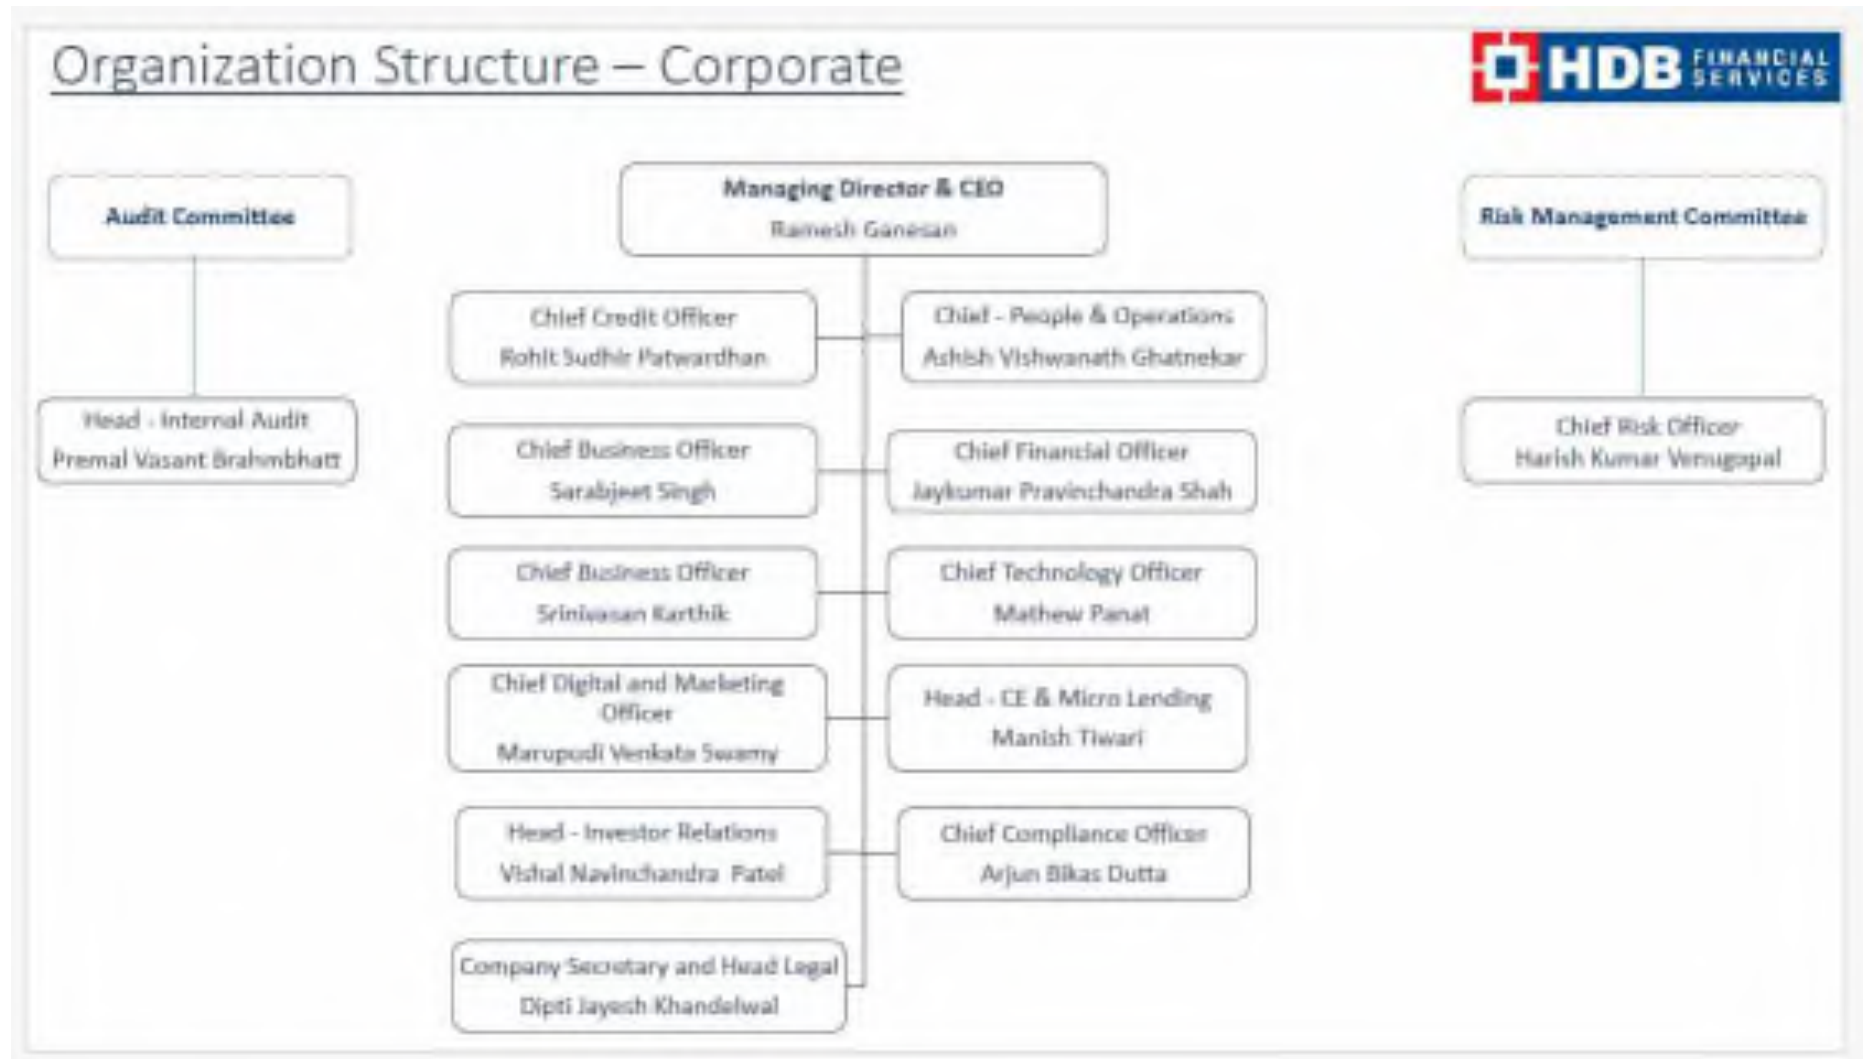 Organization Structure – Corporate
HDB FINANCIAL
SERVICES
Audit Committee
Managing Director & CEO
Ramesh Ganesan
Risk Management Committee
Chief Credit Officer
Rohit Sudhir Patwardhan
Chief - People & Operations
Ashish Vishwanath Ghatnekar
Head - Internal Audit
Premal Vasant Brahmbhatt
Chief Risk Officer
Harish Kumar Venugopal
Chief Business Officer
Sarabjeet Singh
Chief Financial Officer
Jaykumar Pravinchandra Shah
Chief Business Officer
Srinivasan Karthik
Chief Technology Officer
Mathew Panat
Chief Digital and Marketing
Officer
Marupudi Venkata Swamy
Head - CE & Micro Lending
Manish Tiwari
Head - Investor Relations
Vishal Navinchandra Patel
Chief Compliance Officer
Arjun Bikas Dutta
Company Secretary and Head Legal
Dipti Jayesh Khandelwal